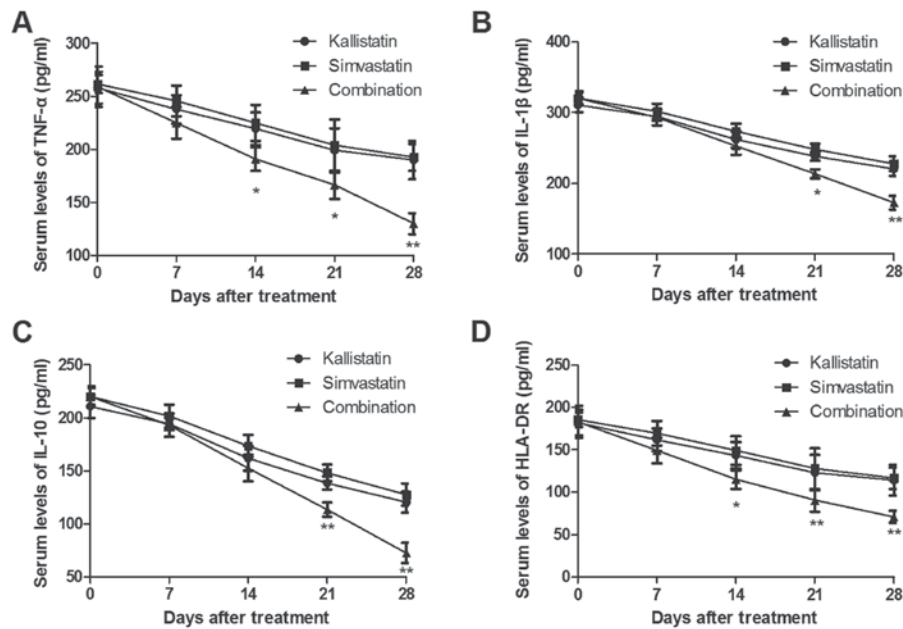 A
Serum levels of TNF-α (pg/ml)
300
250
200
150
100
Kallistatin
Simvastatin
Combination
*
*
**
0 7 14 21 28
Days after treatment
B
Serum levels of IL-1β (pg/ml)
400
300
200
100
Kallistatin
Simvastatin
Combination
*
**
0 7 14 21 28
Days after treatment
C
Serum levels of IL-10 (pg/ml)
250
200
150
100
50
Kallistatin
Simvastatin
Combination
**
**
0 7 14 21 28
Days after treatment
D
Serum levels of HLA-DR (pg/ml)
250
200
150
100
50
0
Kallistatin
Simvastatin
Combination
*
**
**
0 7 14 21 28
Days after treatment